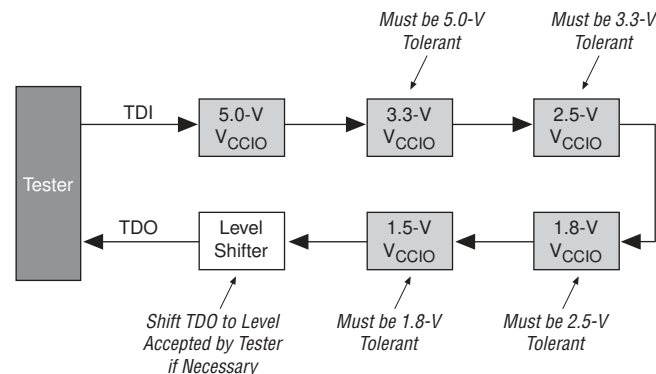 Must be 5.0-V
Tolerant
Must be 3.3-V
Tolerant
Tester
TDI
5.0-V
VCCIO
3.3-V
VCCIO
2.5-V
VCCIO
TDO
Level
Shifter
1.5-V
VCCIO
1.8-V
VCCIO
Shift TDO to Level
Accepted by Tester
if Necessary
Must be 1.8-V
Tolerant
Must be 2.5-V
Tolerant